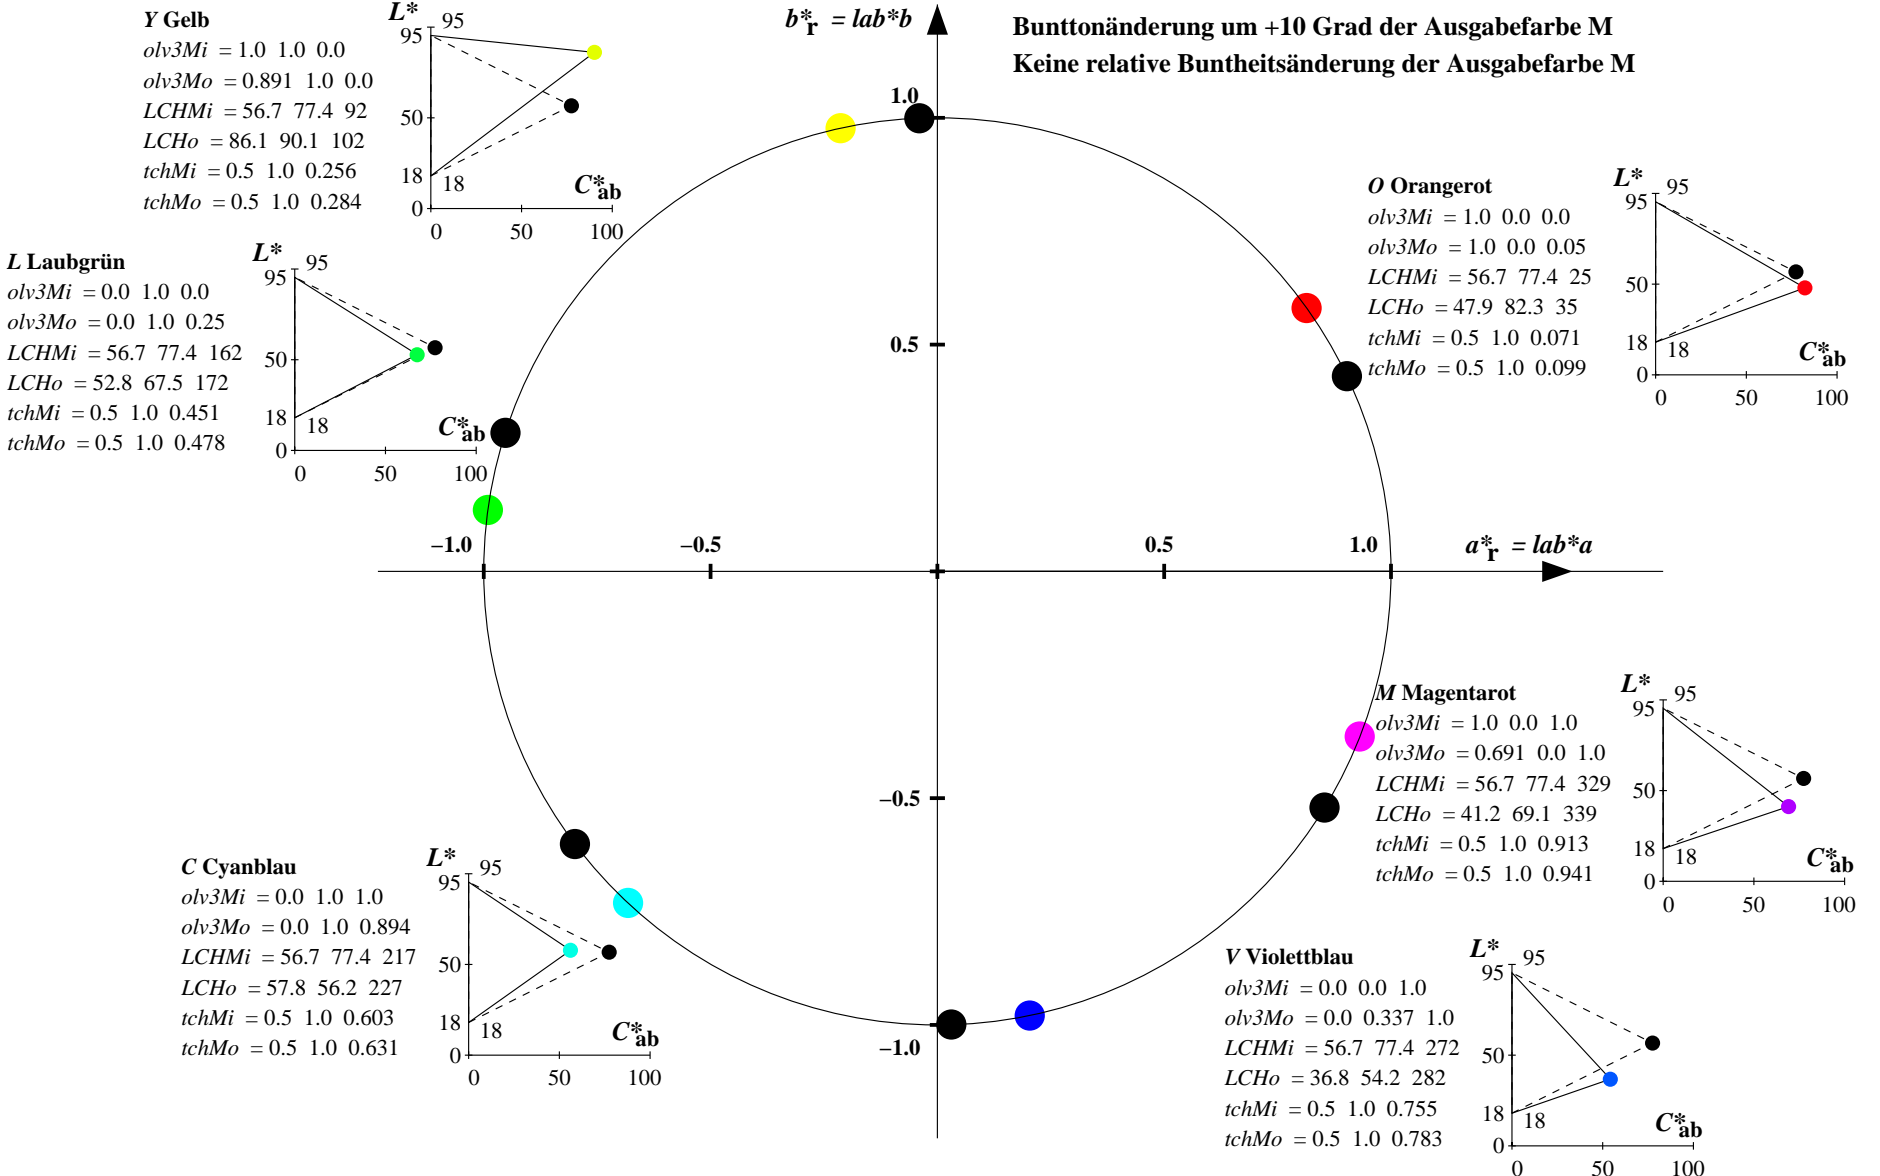 Bunttonänderung um +10 Grad der Ausgabefarbe M
Keine relative Buntheitsänderung der Ausgabefarbe M
b*r = lab*b
1.0
0.5
−0.5
−1.0
−1.0
−0.5
0.5
1.0
a*r = lab*a
Y Gelb
olv3Mi = 1.0 1.0 0.0
olv3Mo = 0.891 1.0 0.0
LCHMi = 56.7 77.4 92
LCHo = 86.1 90.1 102
tchMi = 0.5 1.0 0.256
tchMo = 0.5 1.0 0.284
L*
95
95
50
18
18
0
C*ab
0 50 100
L Laubgrün
olv3Mi = 0.0 1.0 0.0
olv3Mo = 0.0 1.0 0.25
LCHMi = 56.7 77.4 162
LCHo = 52.8 67.5 172
tchMi = 0.5 1.0 0.451
tchMo = 0.5 1.0 0.478
L*
95
95
50
18
18
0
C*ab
0 50 100
O Orangerot
olv3Mi = 1.0 0.0 0.0
olv3Mo = 1.0 0.0 0.05
LCHMi = 56.7 77.4 25
LCHo = 47.9 82.3 35
tchMi = 0.5 1.0 0.071
tchMo = 0.5 1.0 0.099
L*
95
95
50
18
18
0
C*ab
0 50 100
M Magentarot
olv3Mi = 1.0 0.0 1.0
olv3Mo = 0.691 0.0 1.0
LCHMi = 56.7 77.4 329
LCHo = 41.2 69.1 339
tchMi = 0.5 1.0 0.913
tchMo = 0.5 1.0 0.941
L*
95
95
50
18
18
0
C*ab
0 50 100
C Cyanblau
olv3Mi = 0.0 1.0 1.0
olv3Mo = 0.0 1.0 0.894
LCHMi = 56.7 77.4 217
LCHo = 57.8 56.2 227
tchMi = 0.5 1.0 0.603
tchMo = 0.5 1.0 0.631
L*
95
95
50
18
18
0
C*ab
0 50 100
V Violettblau
olv3Mi = 0.0 0.0 1.0
olv3Mo = 0.0 0.337 1.0
LCHMi = 56.7 77.4 272
LCHo = 36.8 54.2 282
tchMi = 0.5 1.0 0.755
tchMo = 0.5 1.0 0.783
L*
95
95
50
18
18
0
C*ab
0 50 100